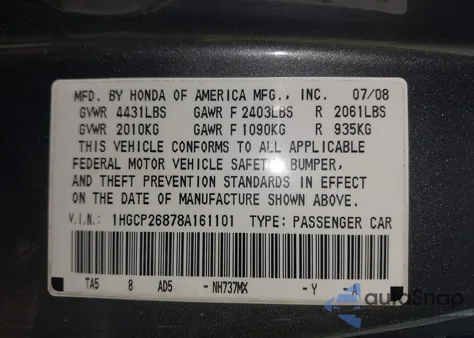 MFD. BY HONDA OF AMERICA MFG., INC. 07/08
GVWR 4431LBS GAWR F 2403LBS R 2061LBS
GVWR 2010KG GAWR F 1090KG R 935KG
THIS VEHICLE CONFORMS TO ALL APPLICABLE
FEDERAL MOTOR VEHICLE SAFETY BUMPER,
AND THEFT PREVENTION STANDARDS IN EFFECT
ON THE DATE OF MANUFACTURE SHOWN ABOVE.
V.I.N.: 1HGCP26878A161101 TYPE: PASSENGER CAR
TA5 8 AD5 -NH737MX -Y -A
autoSnap